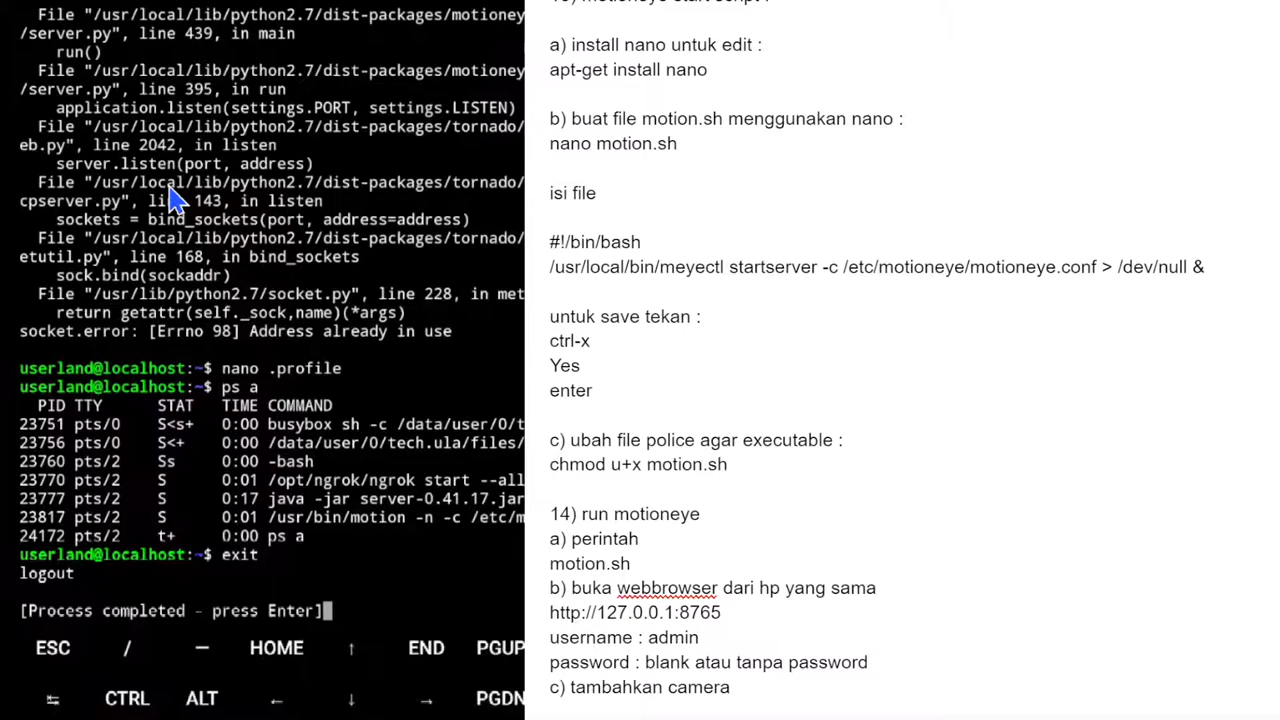 File "/usr/local/lib/python2.7/dist-packages/motioneye
/server.py", line 439, in main
run()
File "/usr/local/lib/python2.7/dist-packages/motioneye
/server.py", line 395, in run
application.listen(settings.PORT, settings.LISTEN)
File "/usr/local/lib/python2.7/dist-packages/tornado/
eb.py", line 2042, in listen
server.listen(port, address)
File "/usr/local/lib/python2.7/dist-packages/tornado/
cpserver.py", li 143, in listen
sockets = bind_sockets(port, address=address)
File "/usr/local/lib/python2.7/dist-packages/tornado/
etutil.py", line 168, in bind_sockets
sock.bind(sockaddr)
File "/usr/local/lib/python2.7/socket.py", line 228, in met
return getattr(self._sock,name)(*args)
socket.error: [Errno 98] Address already in use
userland@localhost:~$ nano .profile
userland@localhost:~$ ps a
PID TTY STAT TIME COMMAND
23751 pts/0 S<s+ 0:00 busybox sh -c /data/user/0/t
23756 pts/0 S<+ 0:00 /data/user/0/tech.ula/files/
23760 pts/2 Ss 0:00 -bash
23770 pts/2 S 0:01 /opt/ngrok/ngrok start --all
23777 pts/2 S 0:17 java -jar server-0.41.17.jar
23817 pts/2 S 0:01 /usr/bin/motion -n -c /etc/m
24172 pts/2 t+ 0:00 ps a
userland@localhost:~$ exit
logout
[Process completed - press Enter]
ESC / — HOME ↑ END PGUP
↹ CTRL ALT ← ↓ → PGDN
a) install nano untuk edit :
apt-get install nano
b) buat file motion.sh menggunakan nano :
nano motion.sh
isi file
#!/bin/bash
/usr/local/bin/meyectl startserver -c /etc/motioneye/motioneye.conf > /dev/null &
untuk save tekan :
ctrl-x
Yes
enter
c) ubah file police agar executable :
chmod u+x motion.sh
14) run motioneye
a) perintah
motion.sh
b) buka webbrowser dari hp yang sama
http://127.0.0.1:8765
username : admin
password : blank atau tanpa password
c) tambahkan camera